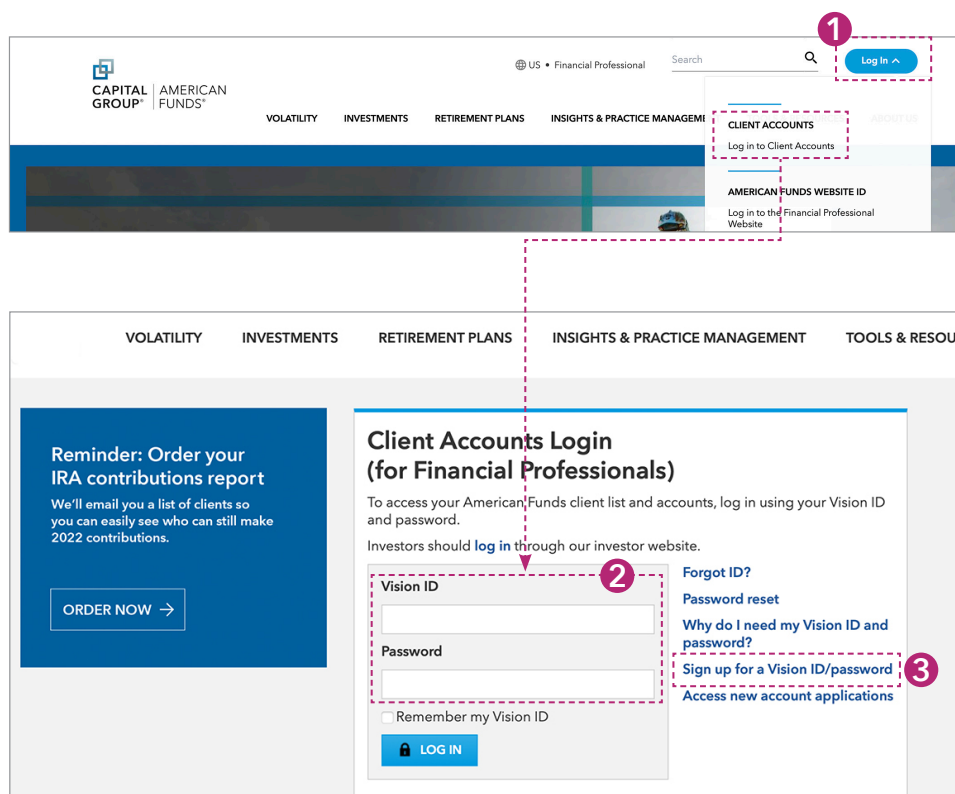 1
US • Financial Professional
Search
Log In
CAPITAL | AMERICAN
GROUP® | FUNDS®
VOLATILITY
INVESTMENTS
RETIREMENT PLANS
INSIGHTS & PRACTICE MANAGEME
ABOUT US
CLIENT ACCOUNTS
Log in to Client Accounts
AMERICAN FUNDS WEBSITE ID
Log in to the Financial Professional
Website
VOLATILITY
INVESTMENTS
RETIREMENT PLANS
INSIGHTS & PRACTICE MANAGEMENT
TOOLS & RESOU
Reminder: Order your
IRA contributions report
We'll email you a list of clients so
you can easily see who can still make
2022 contributions.
ORDER NOW →
Client Accounts Login
(for Financial Professionals)
To access your American Funds client list and accounts, log in using your Vision ID
and password.
Investors should log in through our investor website.
2
Vision ID
Password
Remember my Vision ID
LOG IN
Forgot ID?
Password reset
Why do I need my Vision ID and
password?
Sign up for a Vision ID/password
3
Access new account applications